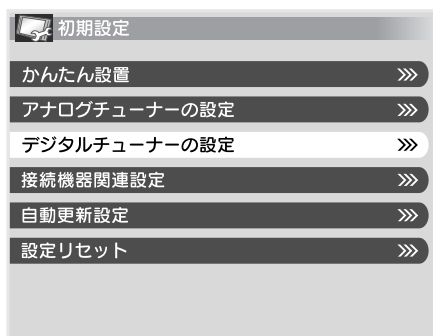 初期設定
かんたん設置
アナログチューナーの設定
デジタルチューナーの設定
接続機器関連設定
自動更新設定
設定リセット